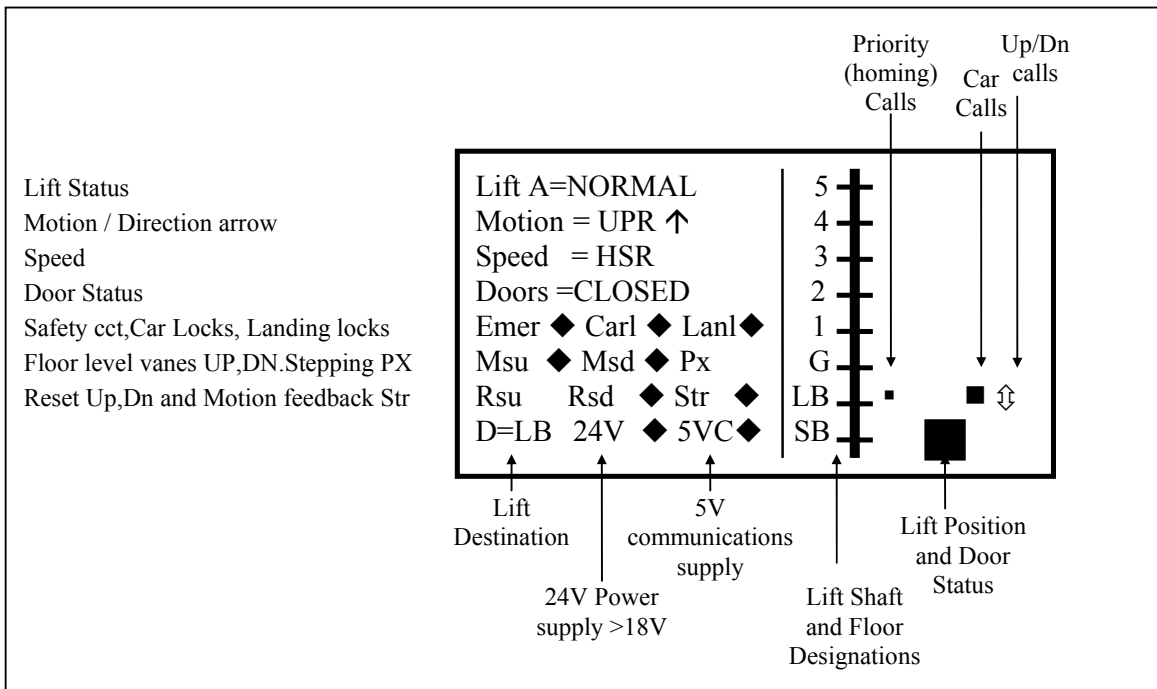 Priority
(homing)
Calls
Car
Calls
Up/Dn
calls
Lift Status
Motion / Direction arrow
Speed
Door Status
Safety cct,Car Locks, Landing locks
Floor level vanes UP,DN.Stepping PX
Reset Up,Dn and Motion feedback Str
Lift A=NORMAL
Motion = UPR ↑
Speed = HSR
Doors =CLOSED
Emer ◆ Carl ◆ Lanl◆
Msu ◆ Msd ◆ Px
Rsu Rsd ◆ Str ◆
D=LB 24V ◆ 5VC◆
5
4
3
2
1
G
LB
SB
Lift
Destination
24V Power
supply >18V
5V
communications
supply
Lift Shaft
and Floor
Designations
Lift Position
and Door
Status